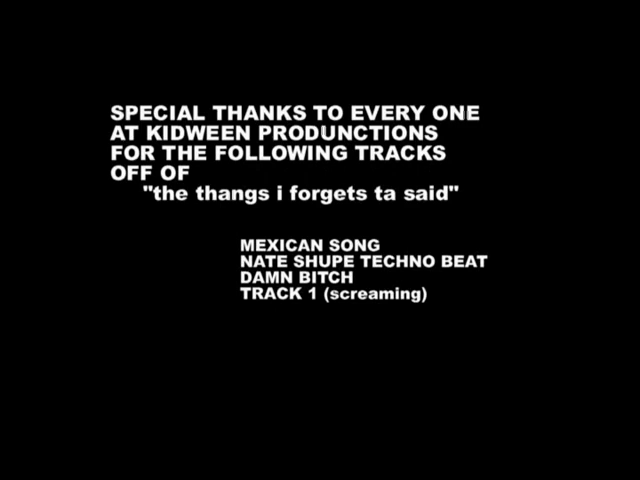 SPECIAL THANKS TO EVERY ONE
AT KIDWEEN PRODUNCTIONS
FOR THE FOLLOWING TRACKS
OFF OF
"the thangs i forgets ta said"
MEXICAN SONG
NATE SHUPE TECHNO BEAT
DAMN BITCH
TRACK 1 (screaming)